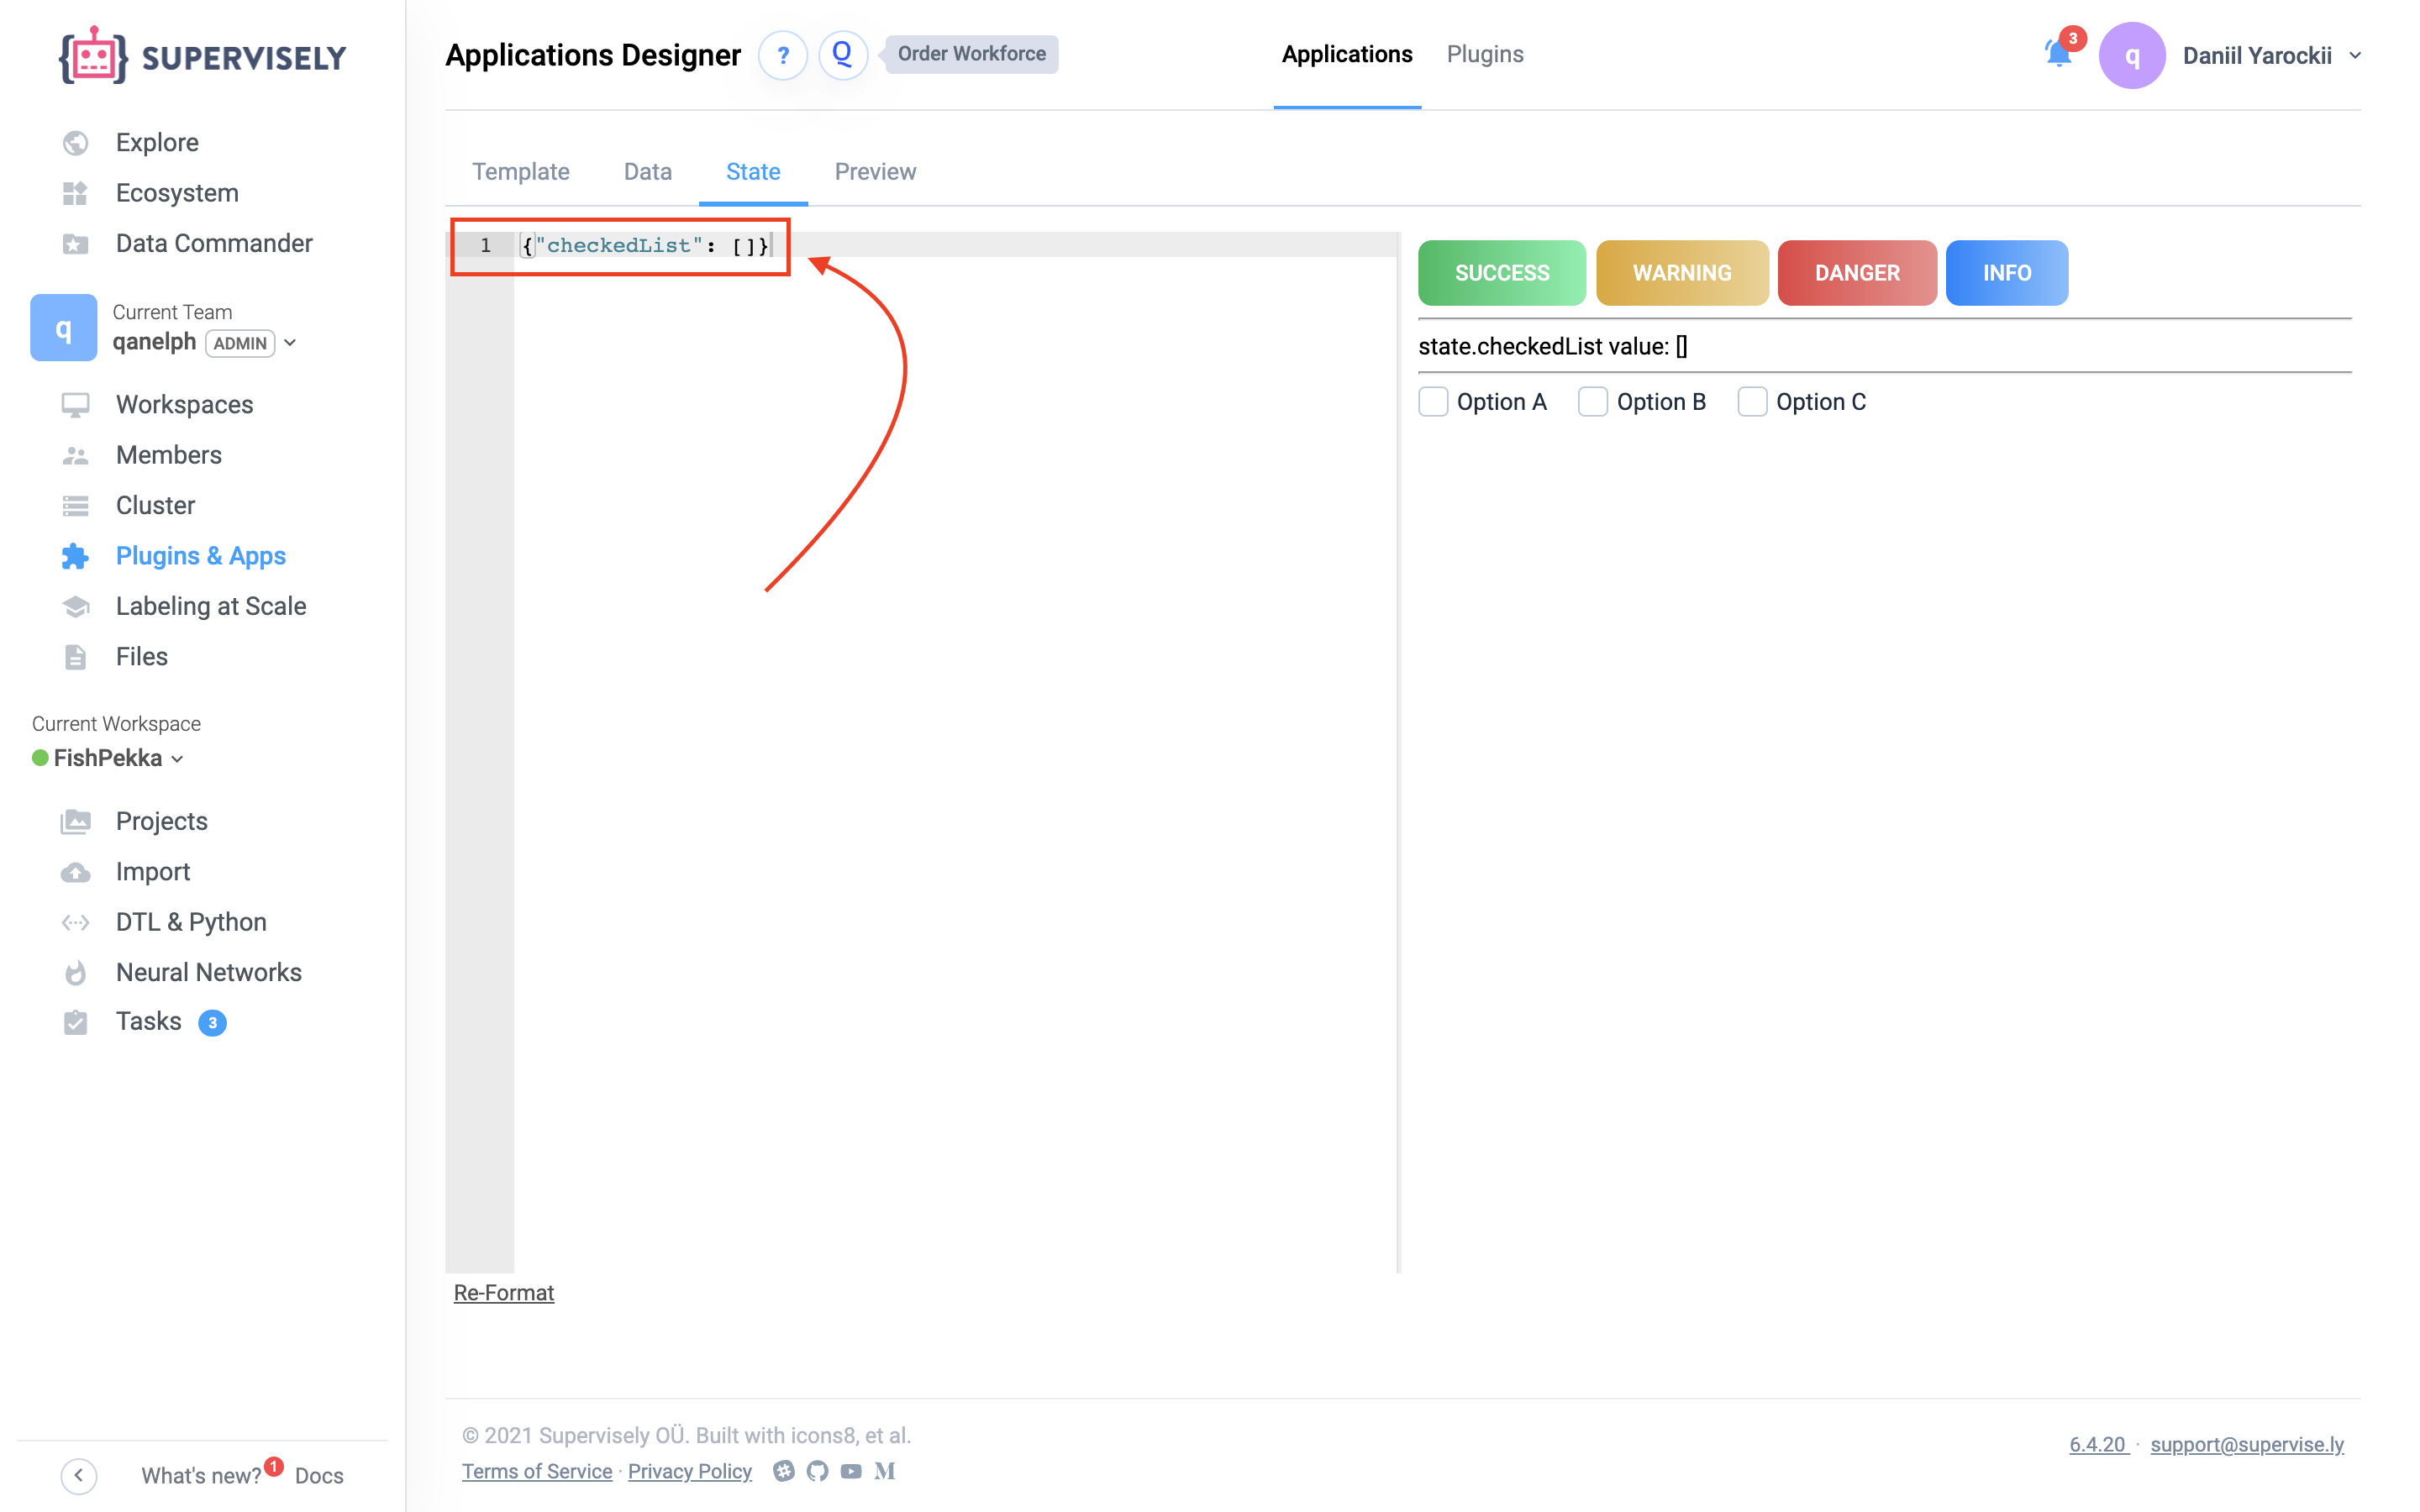 SUPERVISELY
Explore
Ecosystem
Data Commander
q
Current Team
qanelph ADMIN
Workspaces
Members
Cluster
Plugins & Apps
Labeling at Scale
Files
Current Workspace
FishPekka
Projects
Import
DTL & Python
Neural Networks
Tasks 3
What's new? 1 Docs
Applications Designer ? Q Order Workforce
Applications Plugins
3 q Daniil Yarockii
Template Data State Preview
1 {"checkedList": []}
Re-Format
SUCCESS WARNING DANGER INFO
state.checkedList value: []
Option A Option B Option C
© 2021 Supervisely OÜ. Built with icons8, et al.
Terms of Service · Privacy Policy M
6.4.20 · support@supervise.ly